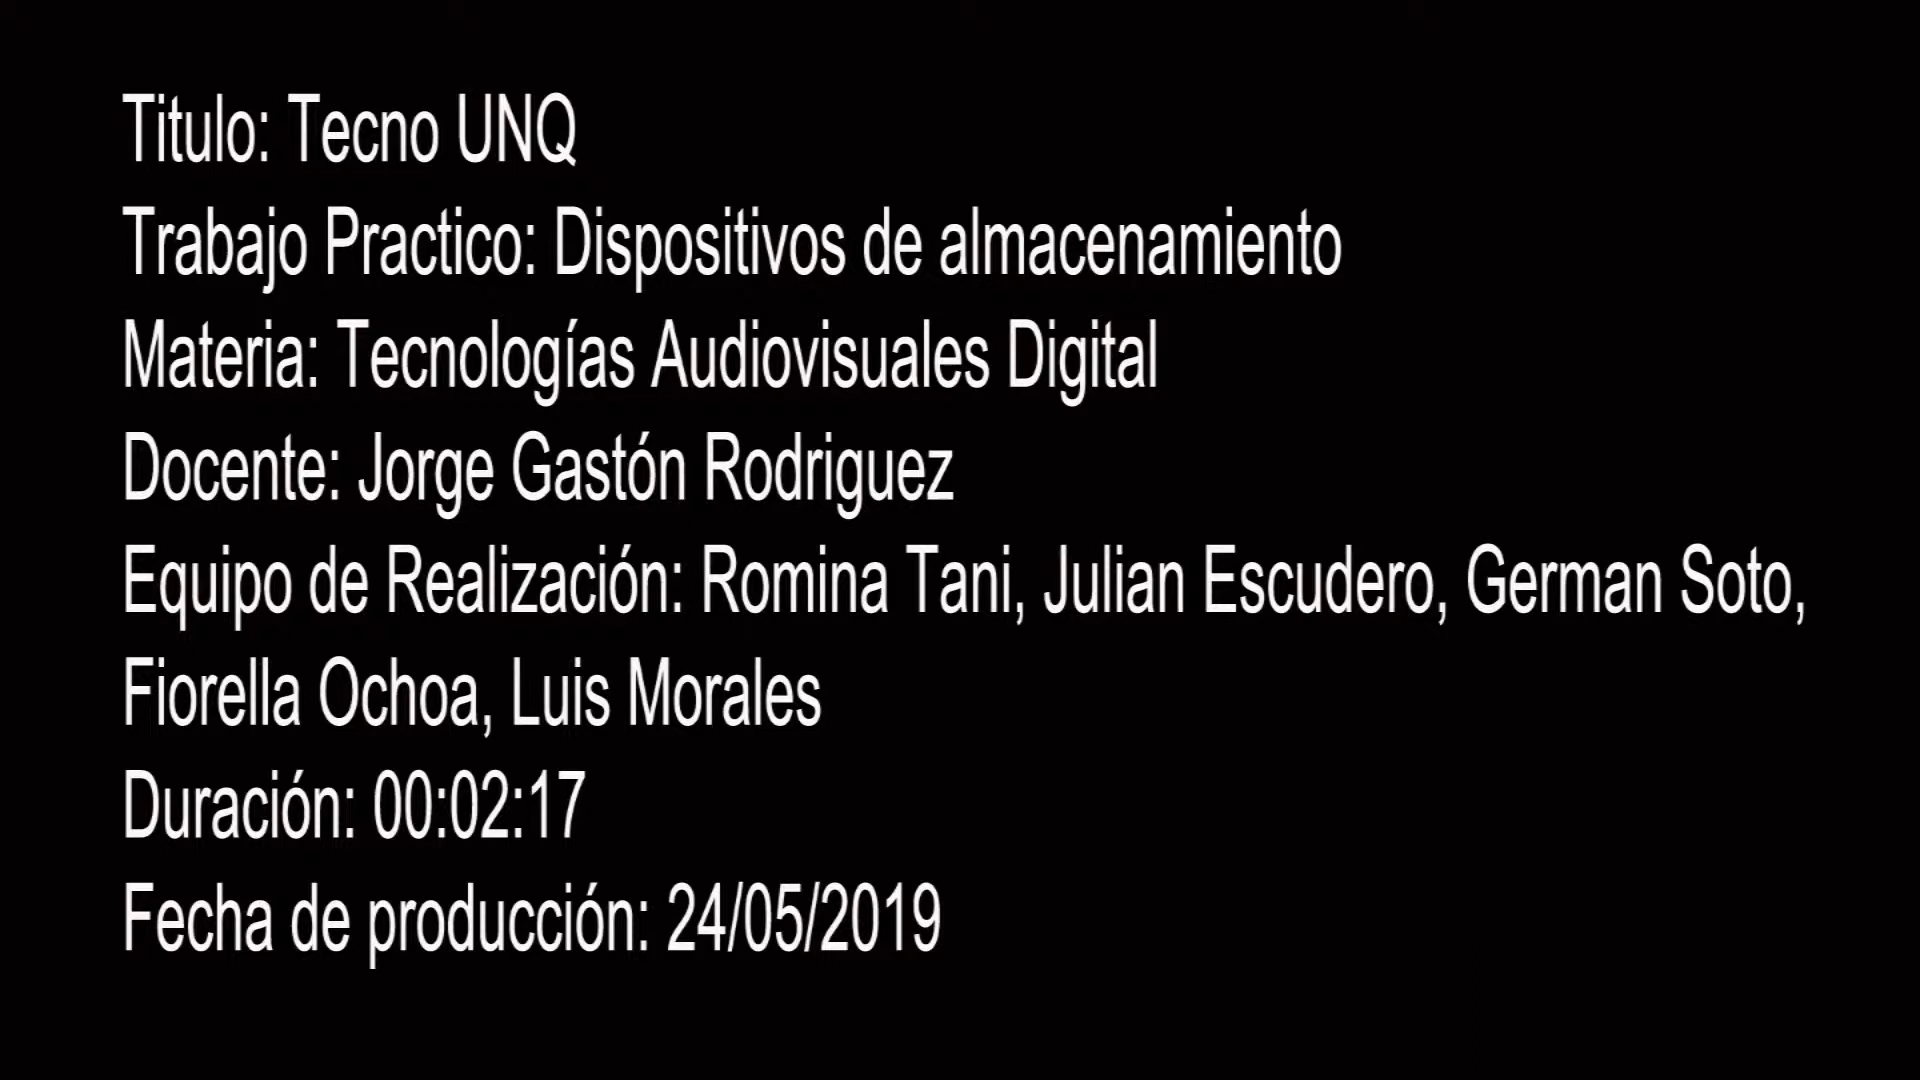 Titulo: Tecno UNQ
Trabajo Practico: Dispositivos de almacenamiento
Materia: Tecnologías Audiovisuales Digital
Docente: Jorge Gastón Rodriguez
Equipo de Realización: Romina Tani, Julian Escudero, German Soto,
Fiorella Ochoa, Luis Morales
Duración: 00:02:17
Fecha de producción: 24/05/2019